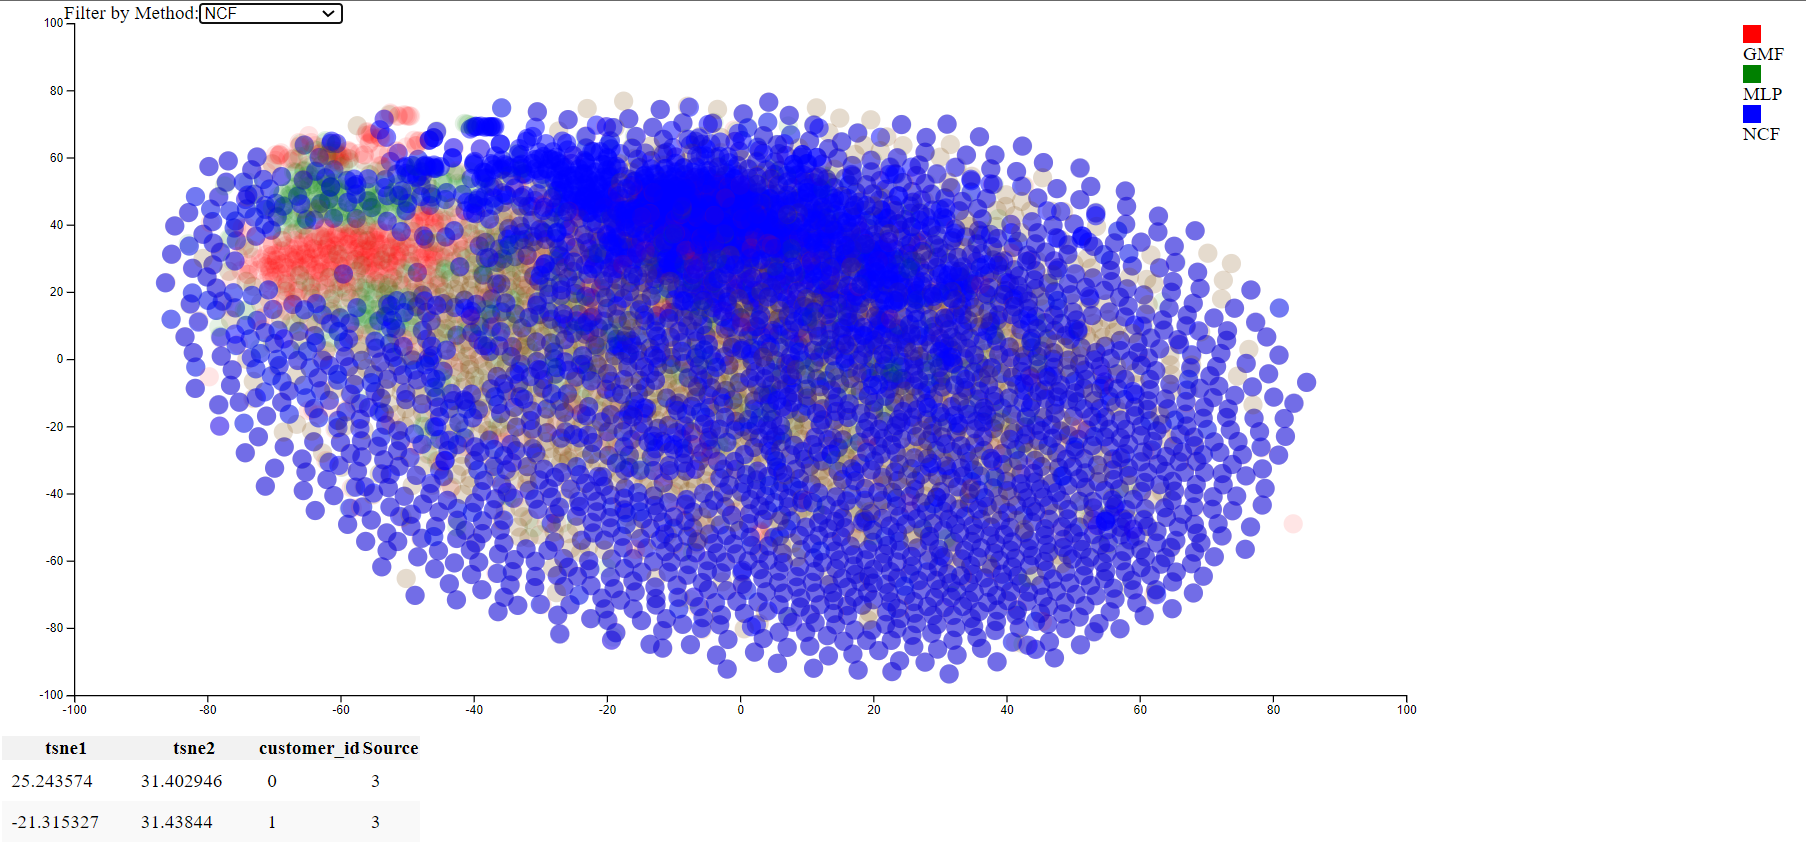 Filter by Method: NCF
100
80
60
40
20
0
-20
-40
-60
-80
-100
-100 -80 -60 -40 -20 0 20 40 60 80 100
GMF
MLP
NCF
tsne1 tsne2 customer_id Source
25.243574 31.402946 0 3
-21.315327 31.43844 1 3